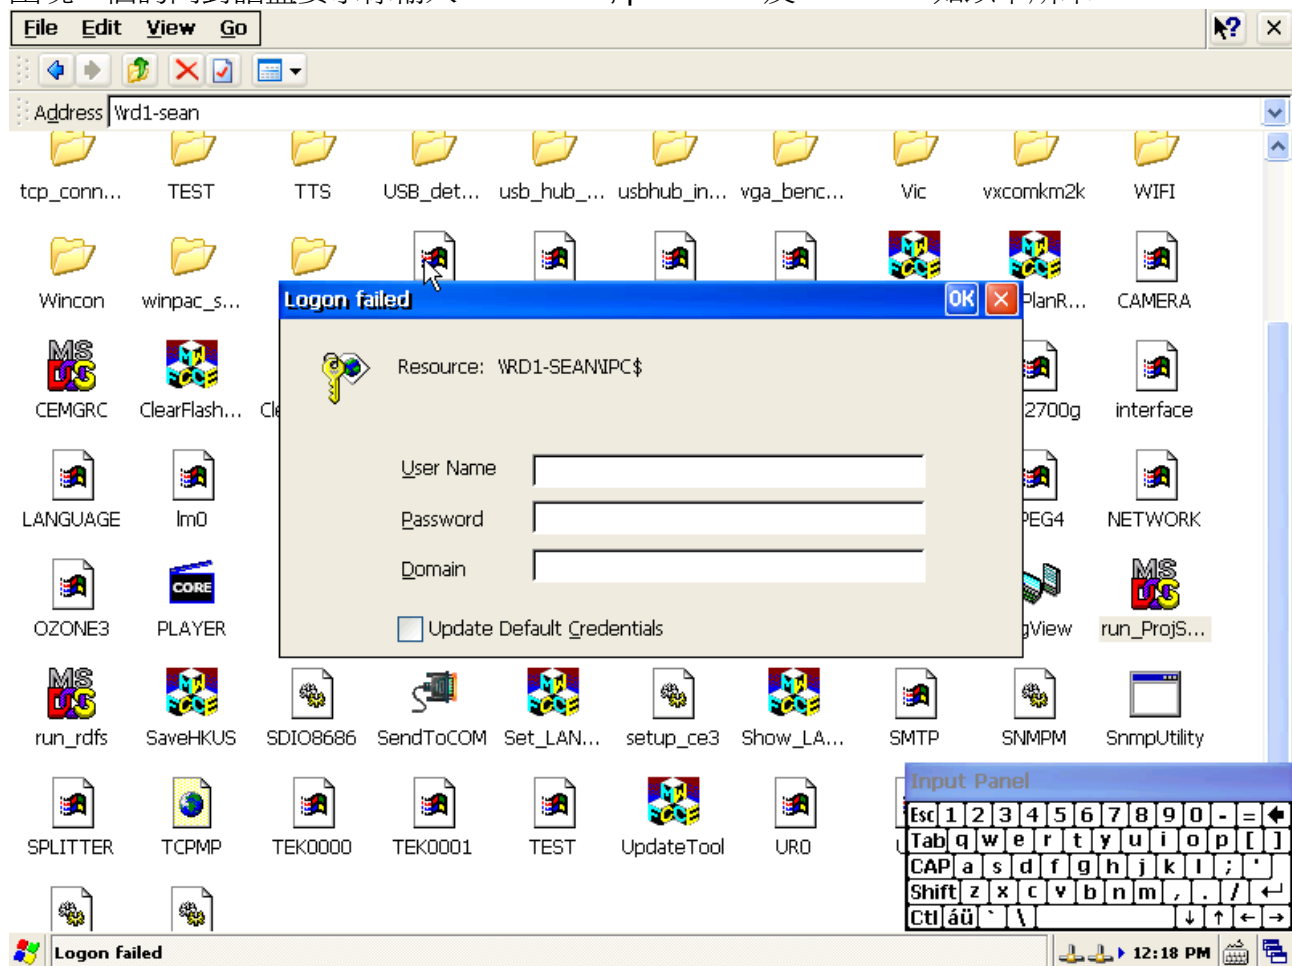 File Edit View Go
Address \\rd1-sean
tcp_conn... TEST TTS USB_det... usb_hub_... usbhub_in... vga_benc... Vic vxcomkm2k WIFI
Wincon winpac_s... PlanR... CAMERA
Logon failed OK
Resource: \\RD1-SEAN\IPC$
CEMGRC ClearFlash... 2700g interface
User Name
LANGUAGE lm0 PEG4 NETWORK
Password
Domain
CORE
OZONE3 PLAYER gView run_ProjS...
Update Default Credentials
run_rdfs SaveHKUS SDIO8686 SendToCOM Set_LAN... setup_ce3 Show_LA... SMTP SNMPM SnmpUtility
Input Panel
Esc 1 2 3 4 5 6 7 8 9 0 - =
Tab q w e r t y u i o p [ ]
CAP a s d f g h j k l ; '
Shift z x c v b n m , . /
Ctl áü ` \
SPLITTER TCPMP TEK0000 TEK0001 TEST UpdateTool UR0
Logon failed 12:18 PM